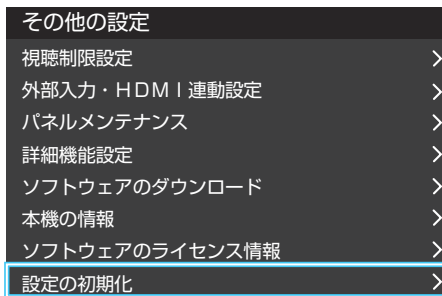 その他の設定
視聴制限設定
外部入力・HDMI連動設定
パネルメンテナンス
詳細機能設定
ソフトウェアのダウンロード
本機の情報
ソフトウェアのライセンス情報
設定の初期化